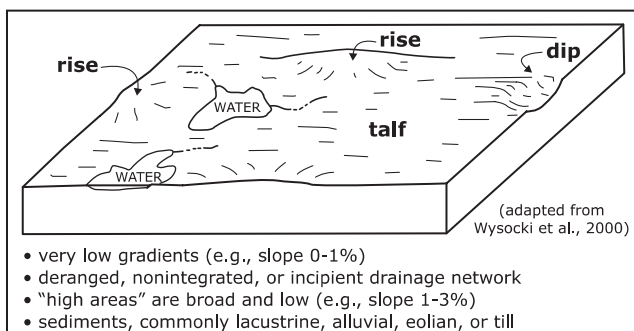 rise
rise
dip
WATER
talf
WATER
(adapted from
Wysocki et al., 2000)
• very low gradients (e.g., slope 0-1%)
• deranged, nonintegrated, or incipient drainage network
• “high areas” are broad and low (e.g., slope 1-3%)
• sediments, commonly lacustrine, alluvial, eolian, or till